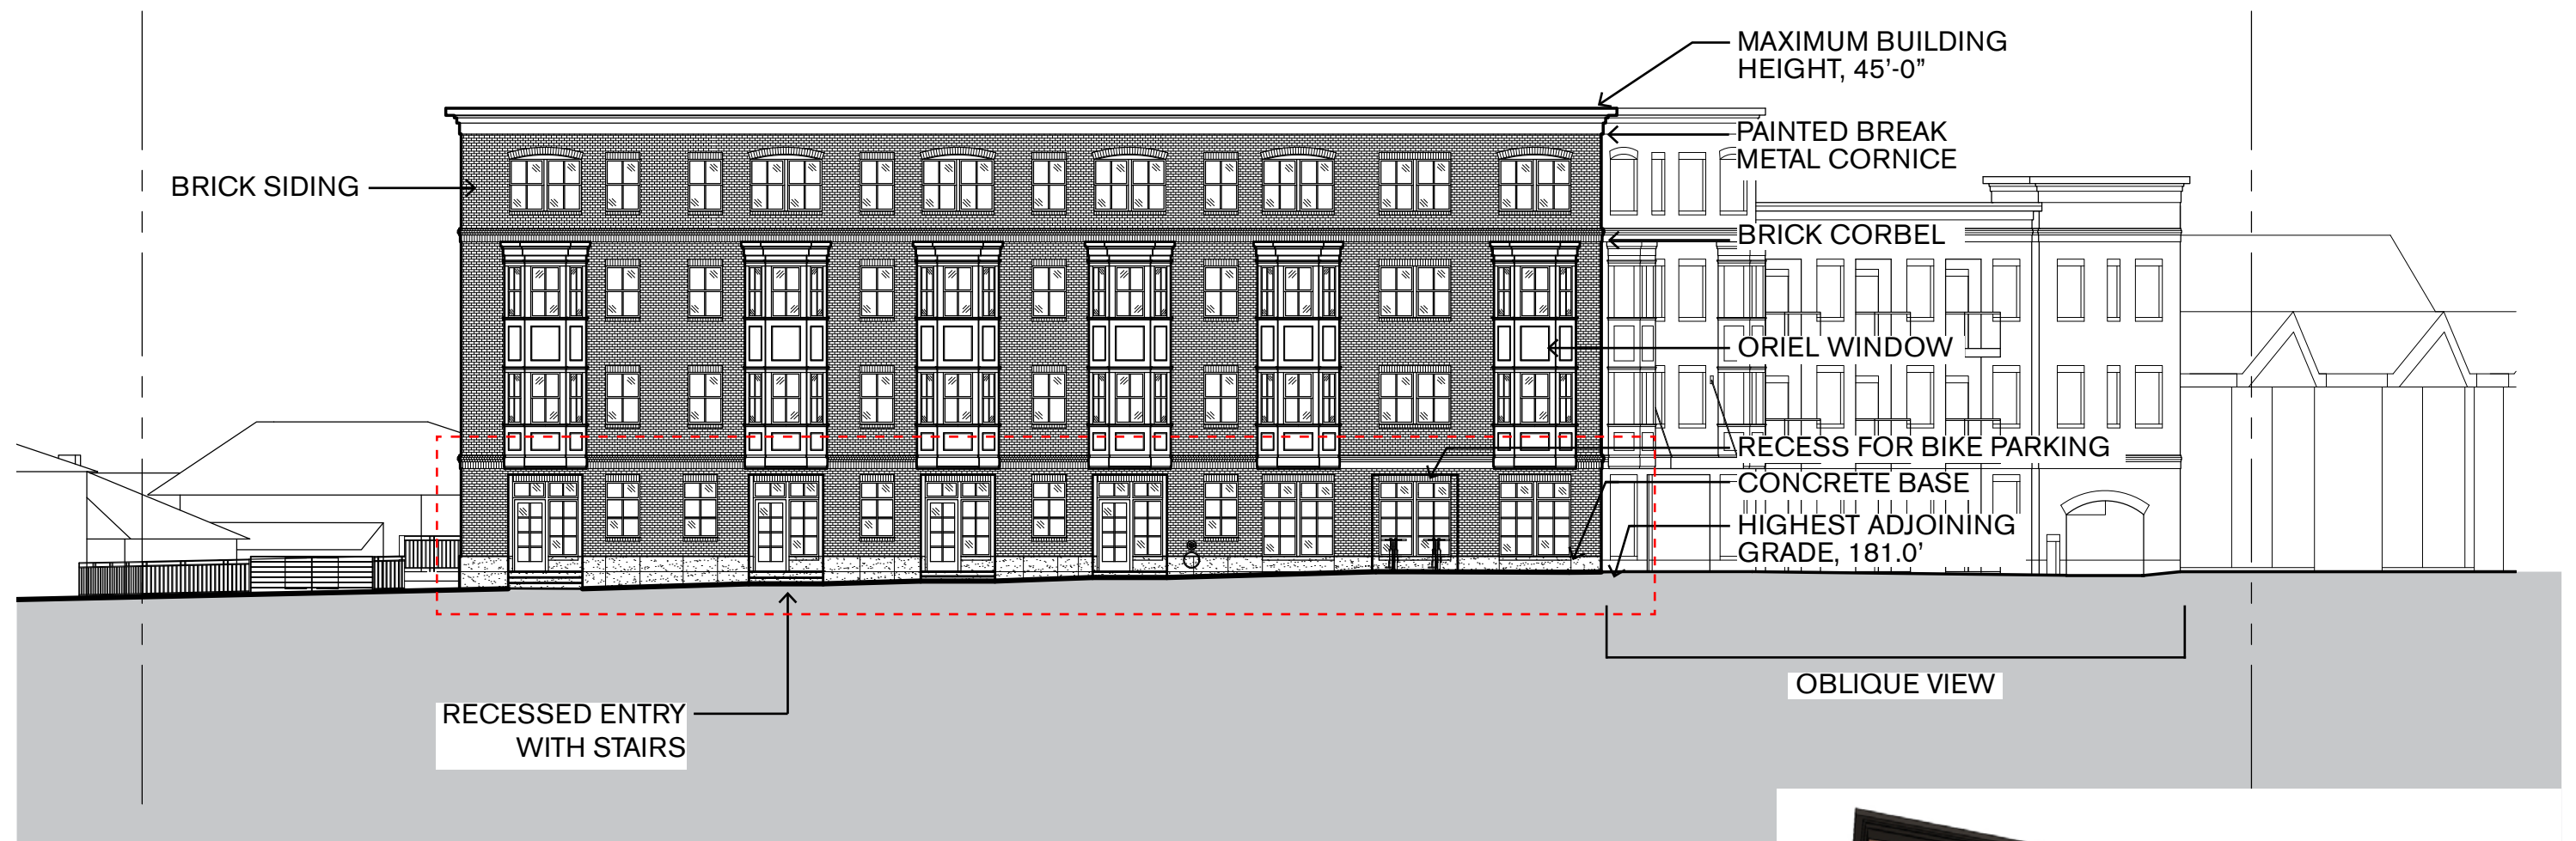 MAXIMUM BUILDING
HEIGHT, 45’-0”
PAINTED BREAK
METAL CORNICE
BRICK SIDING
BRICK CORBEL
ORIEL WINDOW
RECESS FOR BIKE PARKING
CONCRETE BASE
HIGHEST ADJOINING
GRADE, 181.0’
OBLIQUE VIEW
RECESSED ENTRY
WITH STAIRS